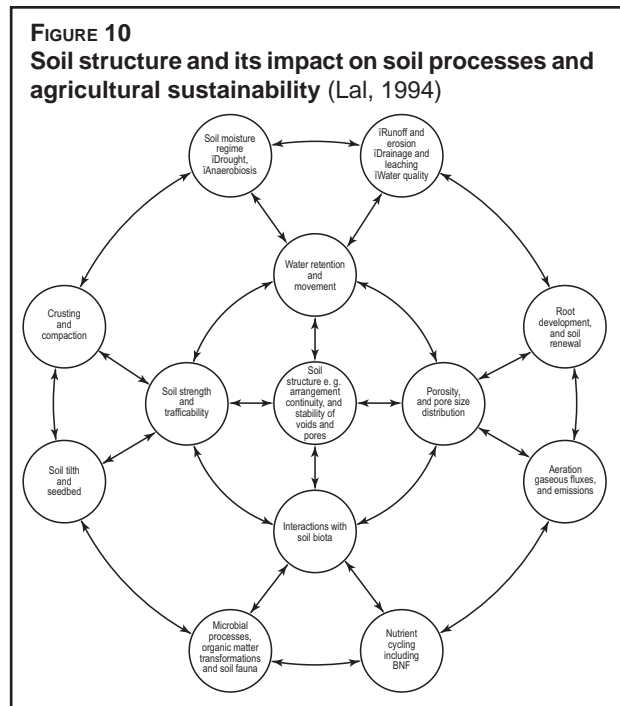 FIGURE 10
Soil structure and its impact on soil processes and
agricultural sustainability (Lal, 1994)
Soil moisture
regime
ïDrought,
ïAnaerobiosis
ïRunoff and
erosion
ïDrainage and
leaching
ïWater quality
Water retention
and
movement
Crusting
and
compaction
Root
development,
and soil
renewal
Soil strength
and
trafficability
Soil
structure e. g.
arrangement
continuity, and
stability of
voids and
pores
Porosity,
and pore size
distribution
Soil tilth
and
seedbed
Aeration
gaseous fluxes,
and emissions
Interactions with
soil biota
Microbial
processes,
organic matter
transformations
and soil fauna
Nutrient
cycling
including
BNF